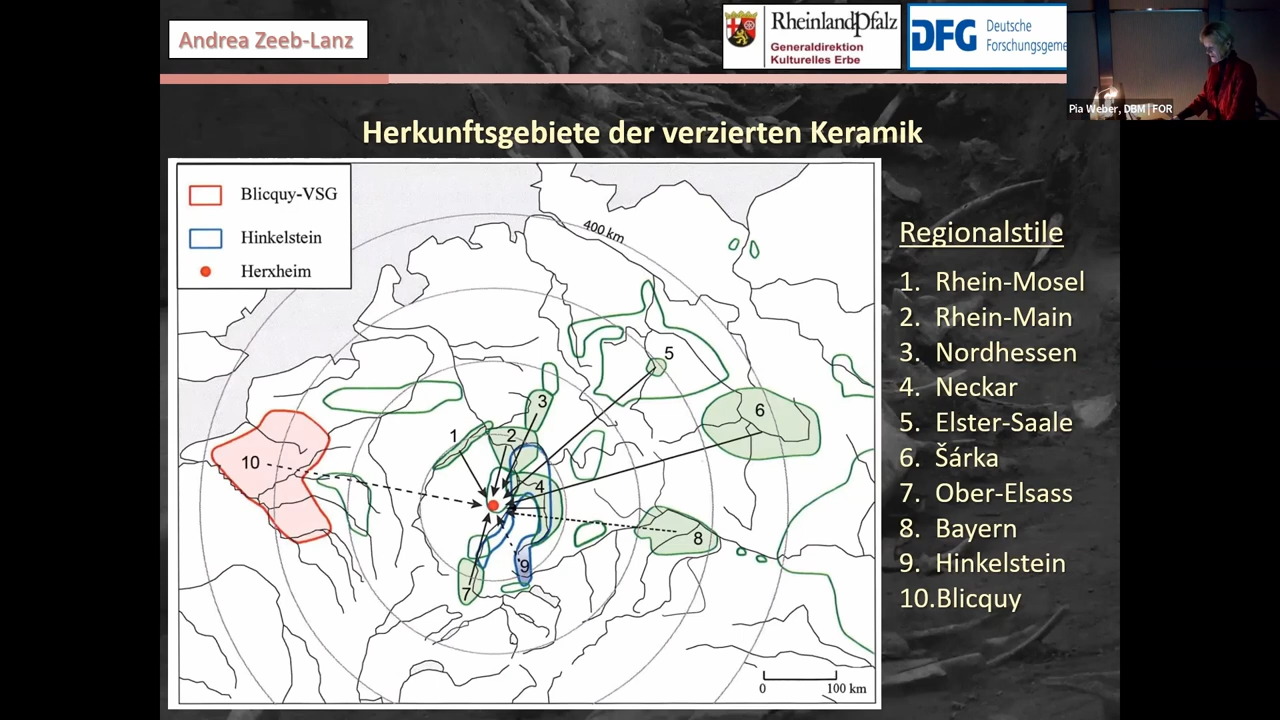 Andrea Zeeb-Lanz
RheinlandPfalz
Generaldirektion
Kulturelles Erbe
DFG
Deutsche
Forschungsgeme
Pia Weber, DBM | FOR
Herkunftsgebiete der verzierten Keramik
Blicquy-VSG
Hinkelstein
Herxheim
400 km
1
2
3
4
5
6
7
8
9
10
0 100 km
Regionalstile
1. Rhein-Mosel
2. Rhein-Main
3. Nordhessen
4. Neckar
5. Elster-Saale
6. Šárka
7. Ober-Elsass
8. Bayern
9. Hinkelstein
10.Blicquy